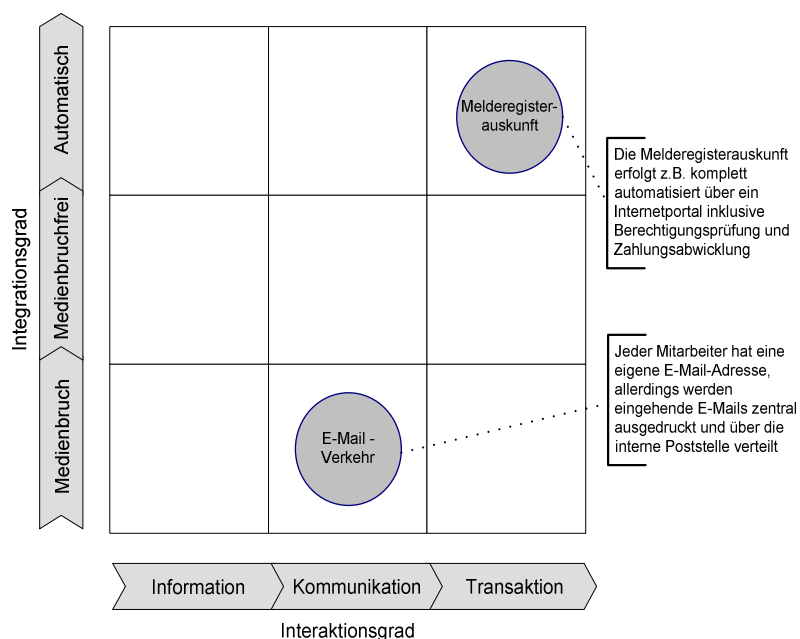 Integrationsgrad
Automatisch
Medienbruchfrei
Medienbruch
Melderegister-
auskunft
Die Melderegisterauskunft
erfolgt z.B. komplett
automatisiert über ein
Internetportal inklusive
Berechtigungsprüfung und
Zahlungsabwicklung
E-Mail -
Verkehr
Jeder Mitarbeiter hat eine
eigene E-Mail-Adresse,
allerdings werden
eingehende E-Mails zentral
ausgedruckt und über die
interne Poststelle verteilt
Information
Kommunikation
Transaktion
Interaktionsgrad